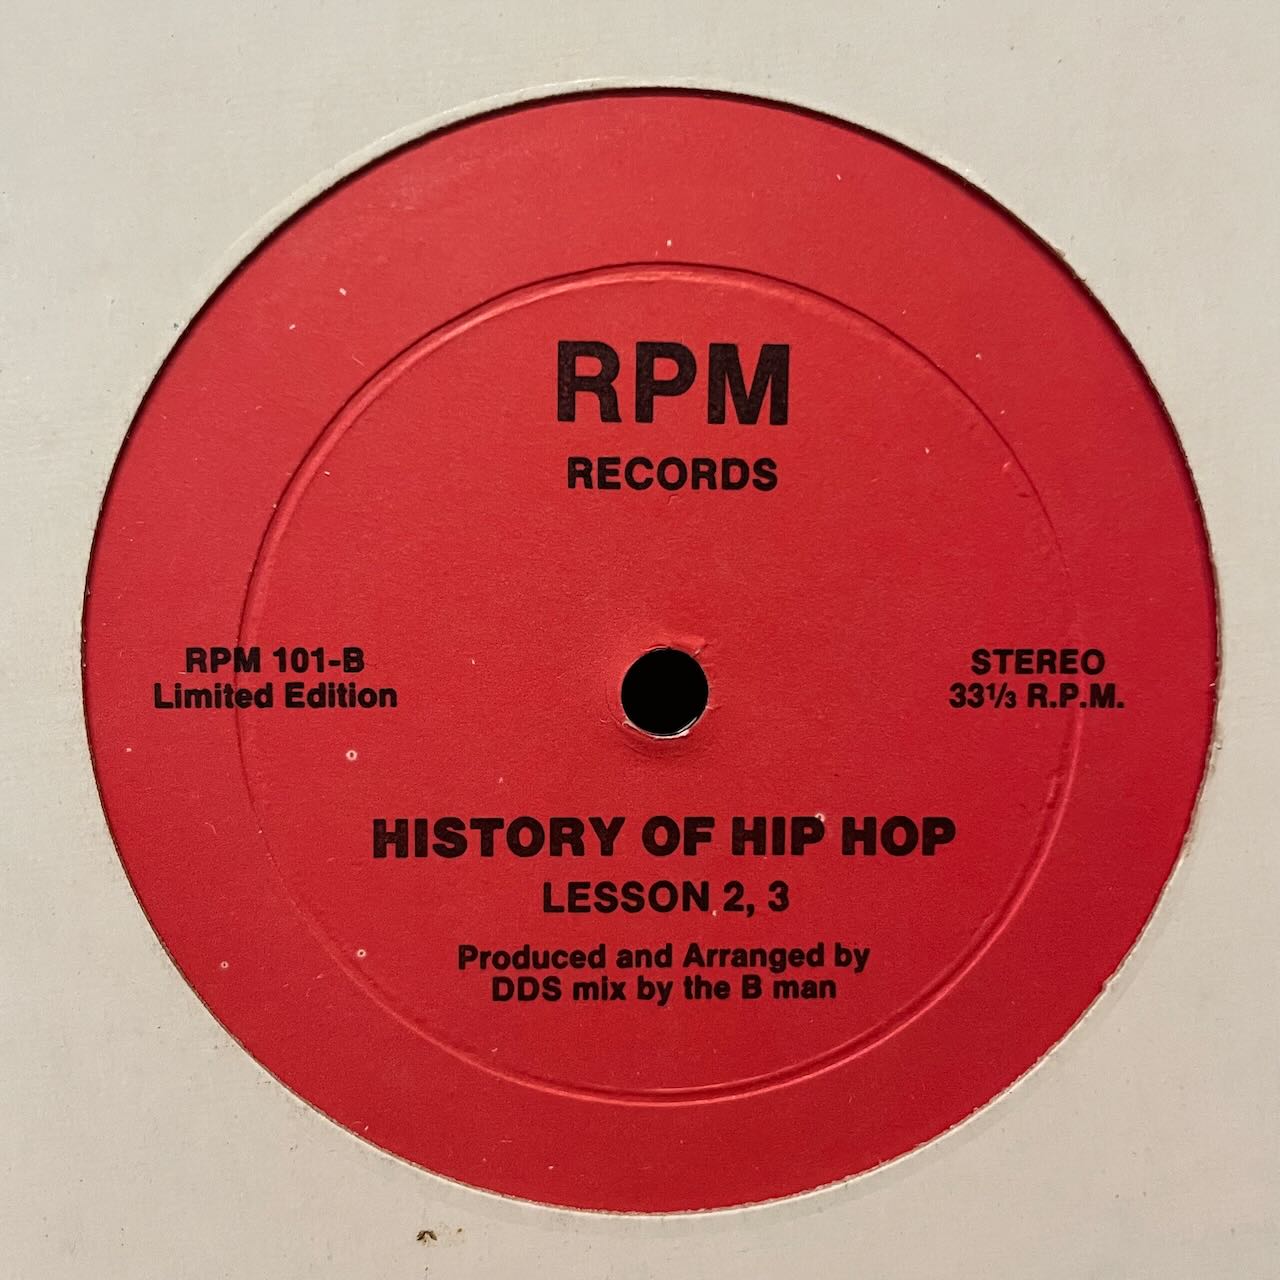 RPM
RECORDS
RPM 101-B
Limited Edition
STEREO
33⅓ R.P.M.
HISTORY OF HIP HOP
LESSON 2, 3
Produced and Arranged by
DDS mix by the B man